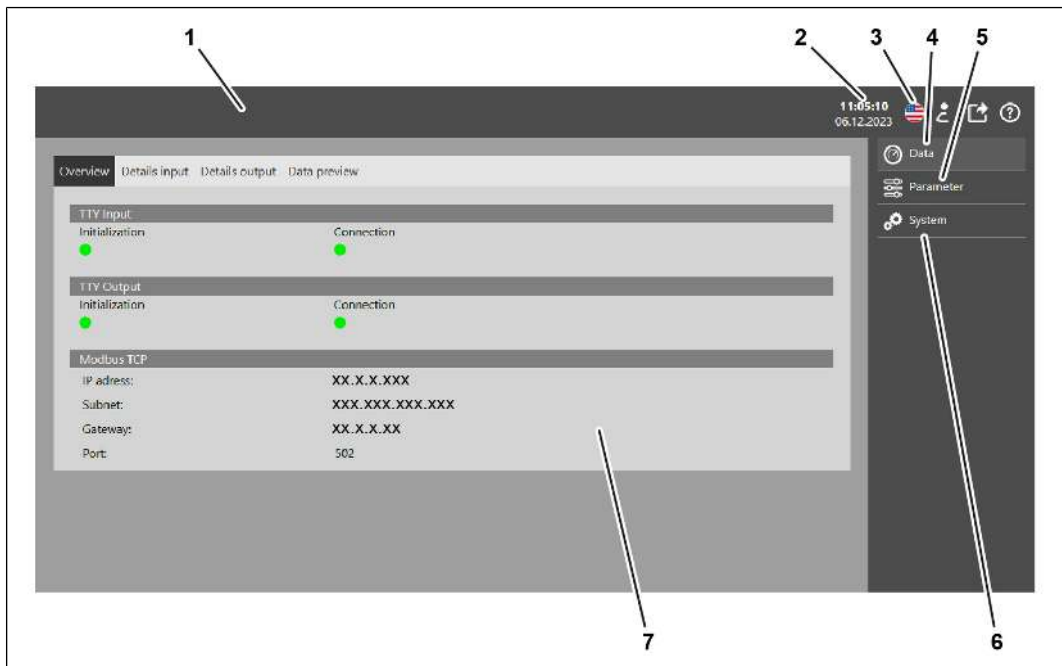 1 2 3 4 5
11:05:10
06.12.2023
Data
Parameter
System
Overview Details input Details output Data preview
TTY Input
Initialization Connection
TTY Output
Initialization Connection
Modbus TCP
IP adress: XX.X.X.XXX
Subnet: XXX.XXX.XXX.XXX
Gateway: XX.X.X.XX
Port: 502
7 6